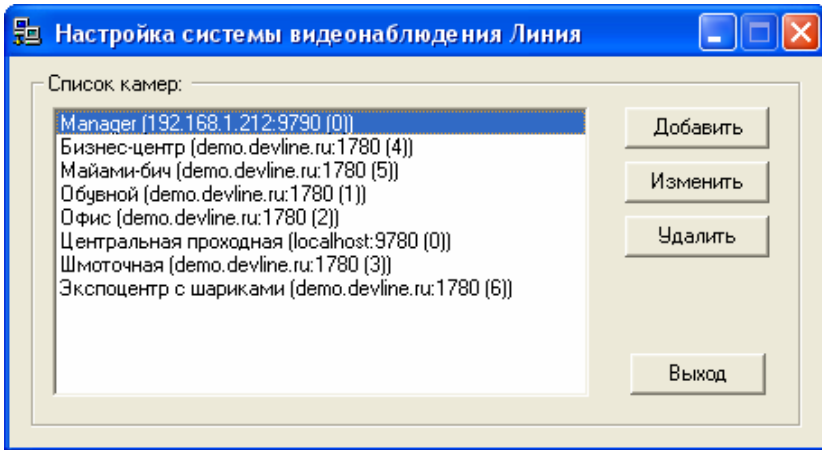 Настройка системы видеонаблюдения Линия
Список камер:
Manager (192.168.1.212:9790 (0))
Бизнес-центр (demo.devline.ru:1780 (4))
Майами-бич (demo.devline.ru:1780 (5))
Обувной (demo.devline.ru:1780 (1))
Офис (demo.devline.ru:1780 (2))
Центральная проходная (localhost:9780 (0))
Шмоточная (demo.devline.ru:1780 (3))
Экспоцентр с шариками (demo.devline.ru:1780 (6))
Добавить
Изменить
Удалить
Выход